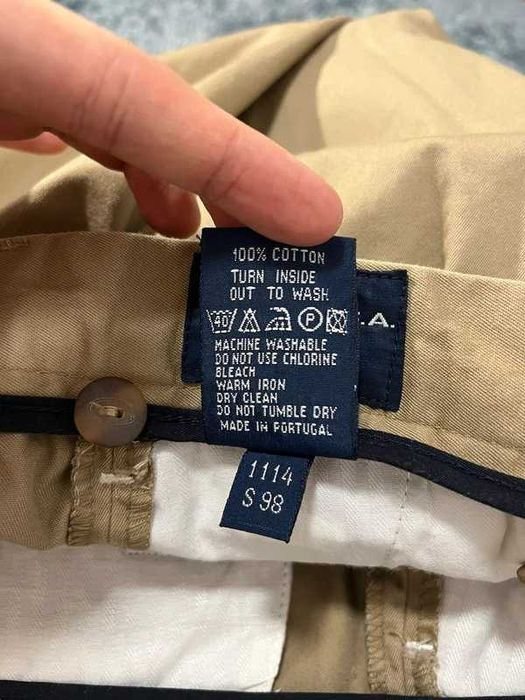 100% COTTON
TURN INSIDE
OUT TO WASH
40 P
.A.
MACHINE WASHABLE
DO NOT USE CHLORINE
BLEACH
WARM IRON
DRY CLEAN
DO NOT TUMBLE DRY
MADE IN PORTUGAL
1114
S 98